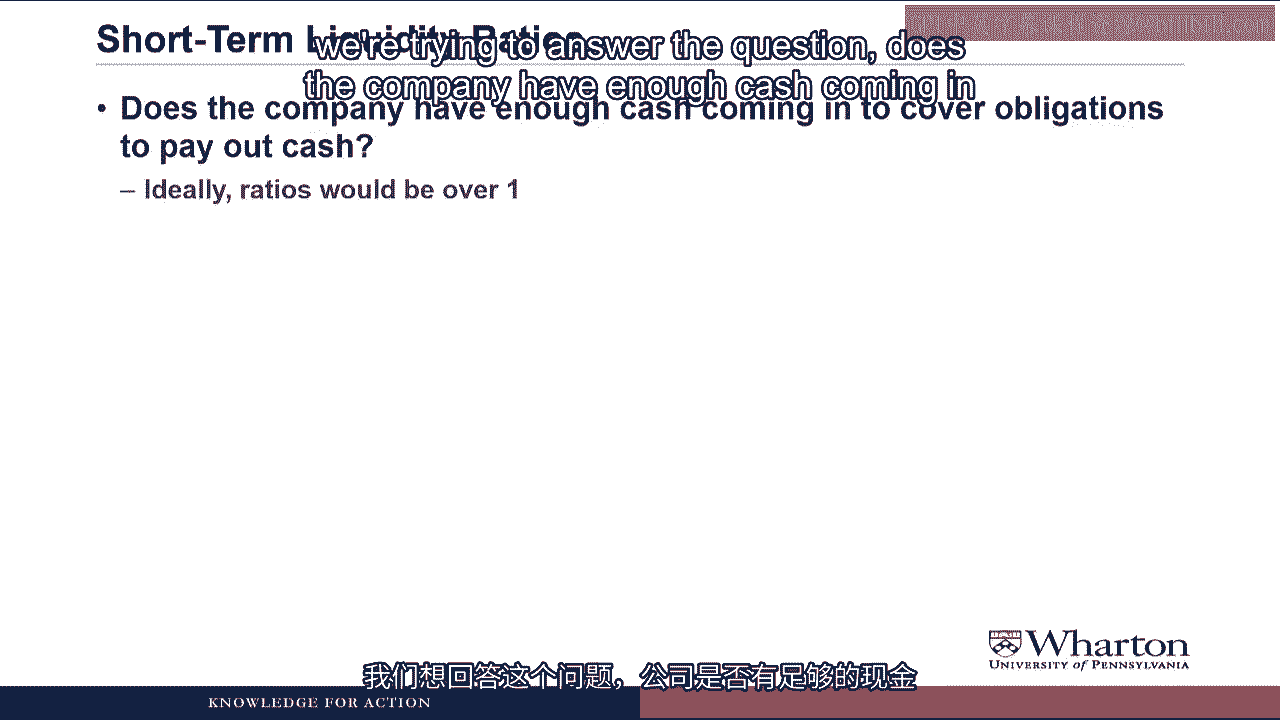 Short-Term Liquidity Ratios
we're trying to answer the question, does
the company have enough cash coming in
• Does the company have enough cash coming in to cover obligations
to pay out cash?
– Ideally, ratios would be over 1
Wharton
UNIVERSITY of PENNSYLVANIA
我们想回答这个问题，公司是否有足够的现金
KNOWLEDGE FOR ACTION